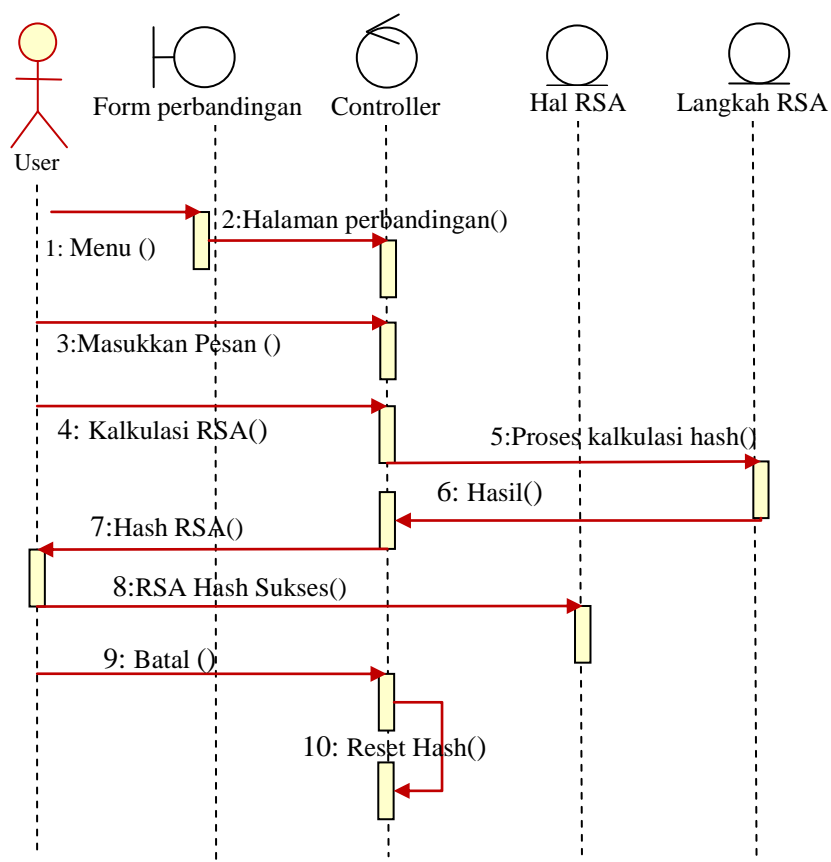 Form perbandingan
Controller
Hal RSA
Langkah RSA
User
1: Menu ()
2:Halaman perbandingan()
3:Masukkan Pesan ()
4: Kalkulasi RSA()
5:Proses kalkulasi hash()
6: Hasil()
7:Hash RSA()
8:RSA Hash Sukses()
9: Batal ()
10: Reset Hash()